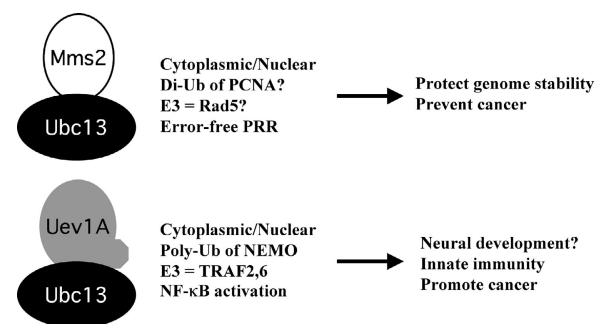 Mms2
Ubc13
Cytoplasmic/Nuclear
Di-Ub of PCNA?
E3 = Rad5?
Error-free PRR
Protect genome stability
Prevent cancer
Uev1A
Ubc13
Cytoplasmic/Nuclear
Poly-Ub of NEMO
E3 = TRAF2,6
NF-κB activation
Neural development?
Innate immunity
Promote cancer